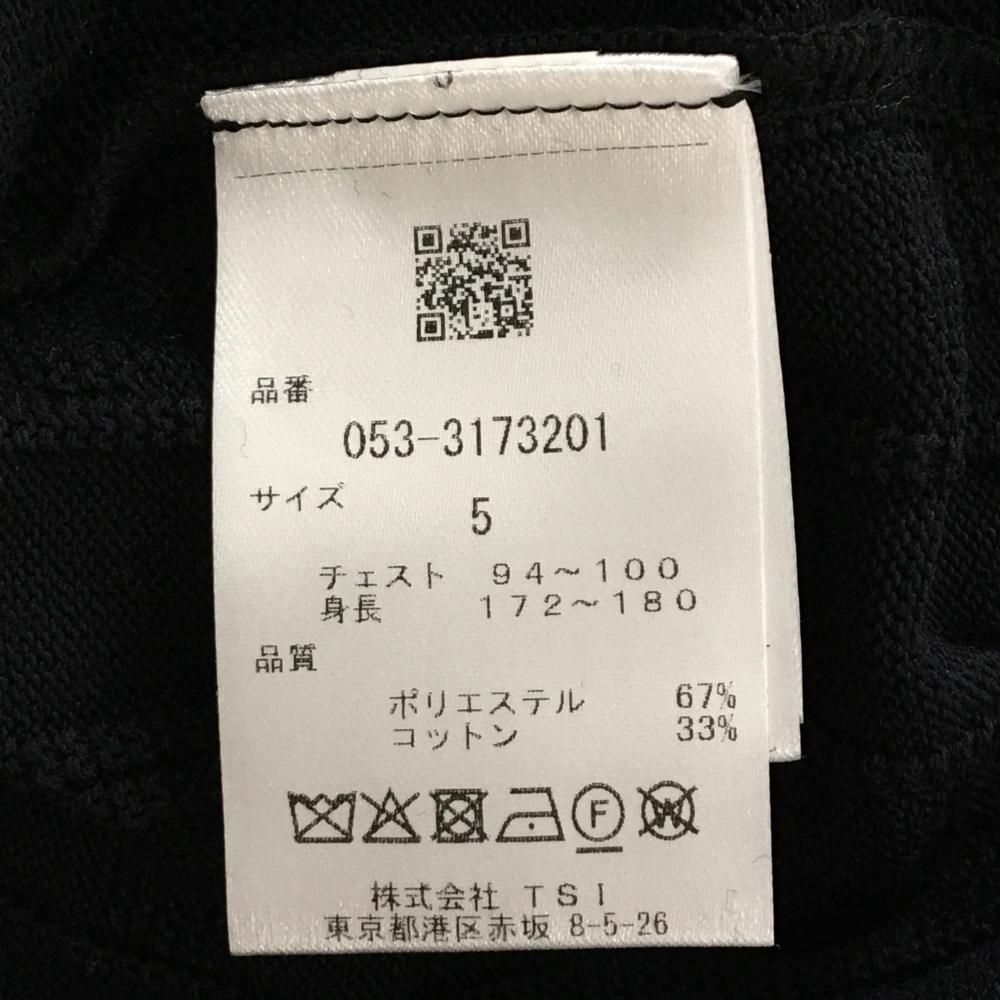 品番
053-3173201
サイズ 5
チェスト 94~100
身長 172~180
品質
ポリエステル 67%
コットン 33%
F W
株式会社 TSI
東京都港区赤坂 8-5-26